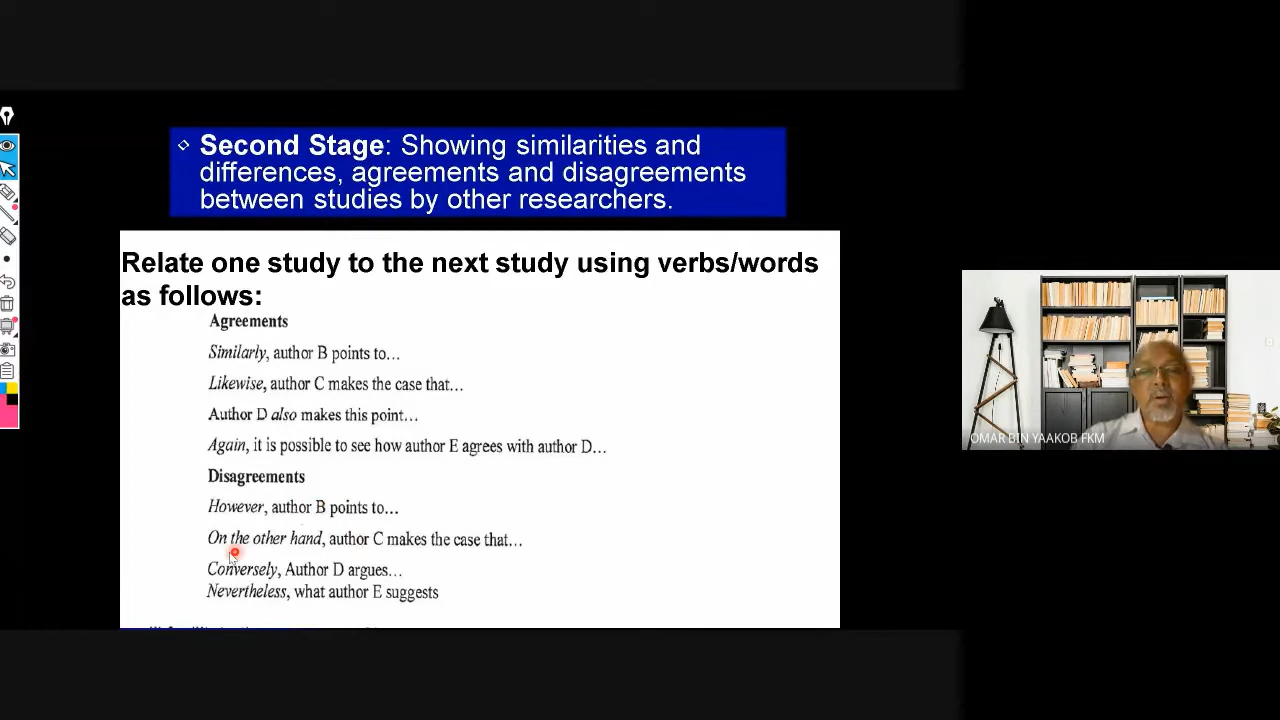 Second Stage: Showing similarities and
differences, agreements and disagreements
between studies by other researchers.
Relate one study to the next study using verbs/words
as follows:
Agreements
Similarly, author B points to...
Likewise, author C makes the case that...
Author D also makes this point...
Again, it is possible to see how author E agrees with author D...
Disagreements
However, author B points to...
On the other hand, author C makes the case that...
Conversely, Author D argues...
Nevertheless, what author E suggests
OMAR BIN YAAKOB FKM